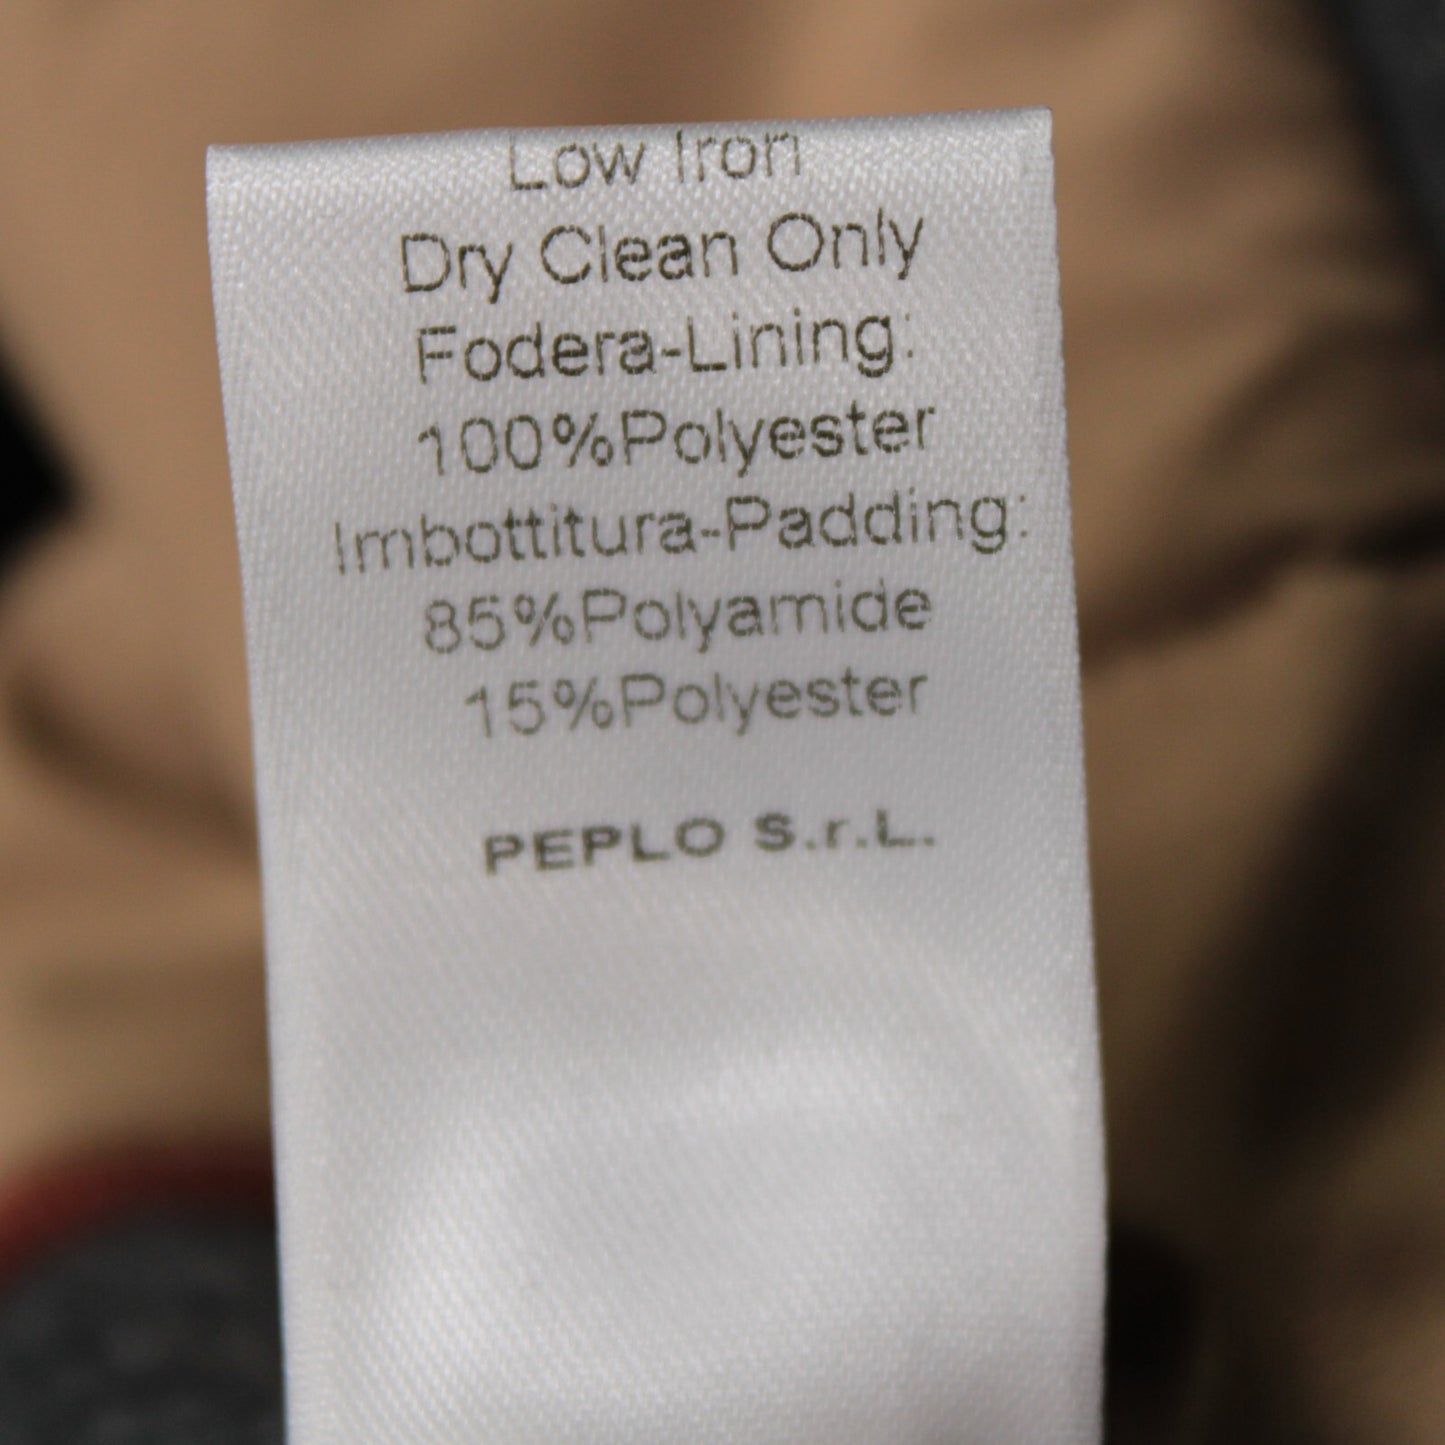 Low Iron
Dry Clean Only
Fodera-Lining:
100%Polyester
Imbottitura-Padding:
85%Polyamide
15%Polyester
PEPLO S.r.L.